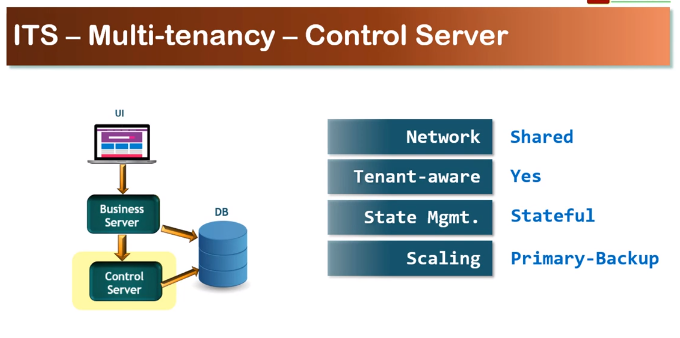 ITS – Multi-tenancy – Control Server
UI
Business
Server
DB
Control
Server
Network Shared
Tenant-aware Yes
State Mgmt. Stateful
Scaling Primary-Backup